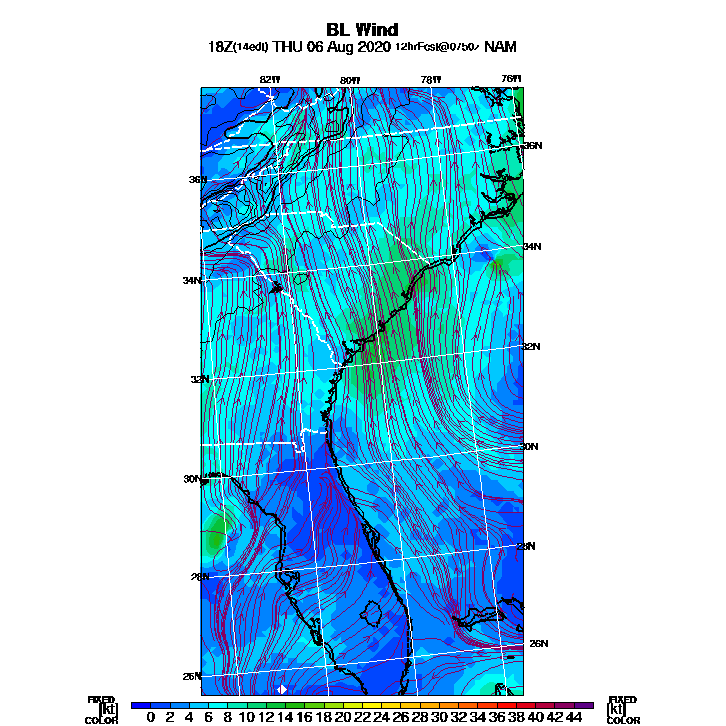 BL Wind
18Z(14edt) THU 06 Aug 2020 12hrFcst@0750z NAM
82W 80W 78W 76W
36N
36N
34N
34N
32N
32N
30N
30N
28N
28N
26N
26N
FIXED FIXED
[kt] 0 2 4 6 8 10 12 14 16 18 20 22 24 26 28 30 32 34 36 38 40 42 44 [kt]
COLOR COLOR